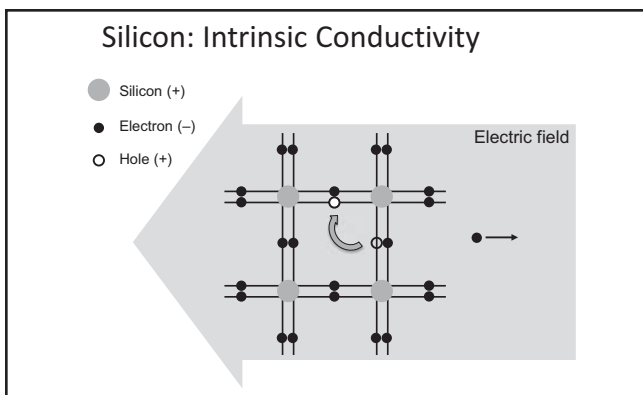 Silicon: Intrinsic Conductivity
Silicon (+)
Electron (–)
Hole (+)
Electric field